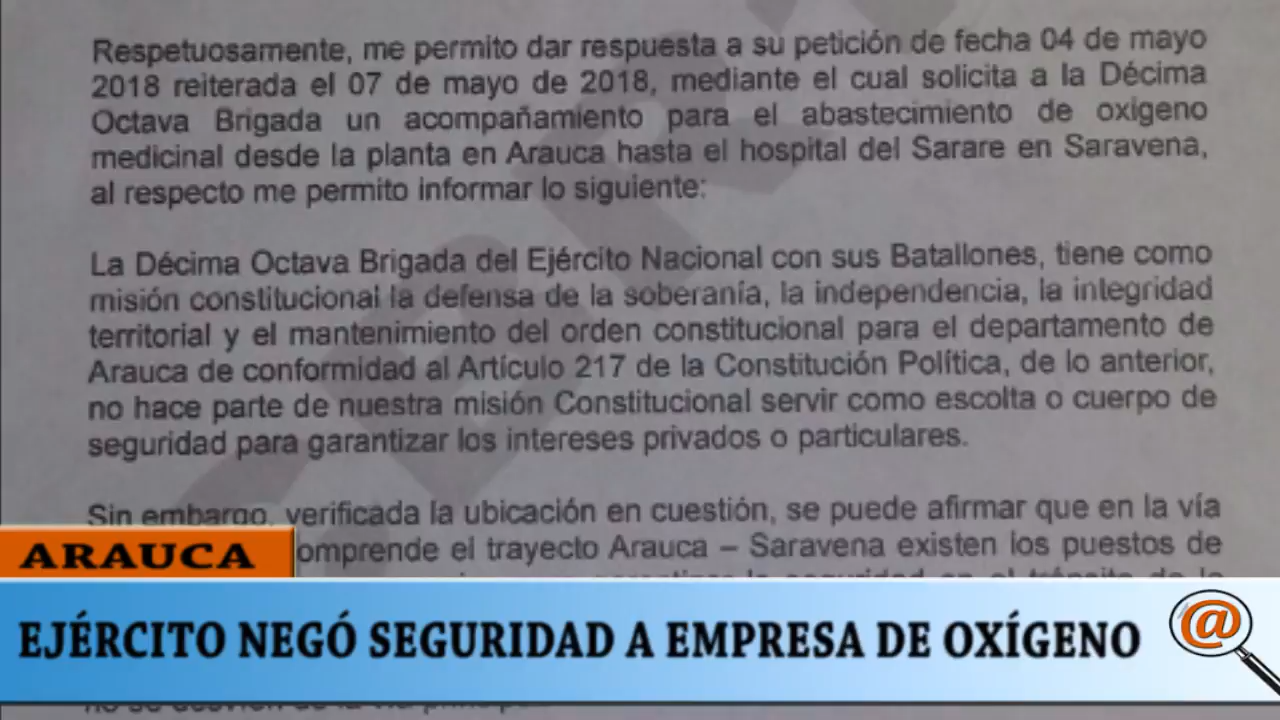 Respetuosamente, me permito dar respuesta a su petición de fecha 04 de mayo
2018 reiterada el 07 de mayo de 2018, mediante el cual solicita a la Décima
Octava Brigada un acompañamiento para el abastecimiento de oxigeno
medicinal desde la planta en Arauca hasta el hospital del Sarare en Saravena,
al respecto me permito informar lo siguiente:
La Décima Octava Brigada del Ejército Nacional con sus Batallones, tiene como
misión constitucional la defensa de la soberanía, la independencia, la integridad
territorial y el mantenimiento del orden constitucional para el departamento de
Arauca de conformidad al Artículo 217 de la Constitución Política, de lo anterior,
no hace parte de nuestra misión Constitucional servir como escolta o cuerpo de
seguridad para garantizar los intereses privados o particulares.
Sin embargo, verificada la ubicación en cuestión, se puede afirmar que en la vía
omprende el trayecto Arauca – Saravena existen los puestos de
ARAUCA
EJÉRCITO NEGÓ SEGURIDAD A EMPRESA DE OXÍGENO
@